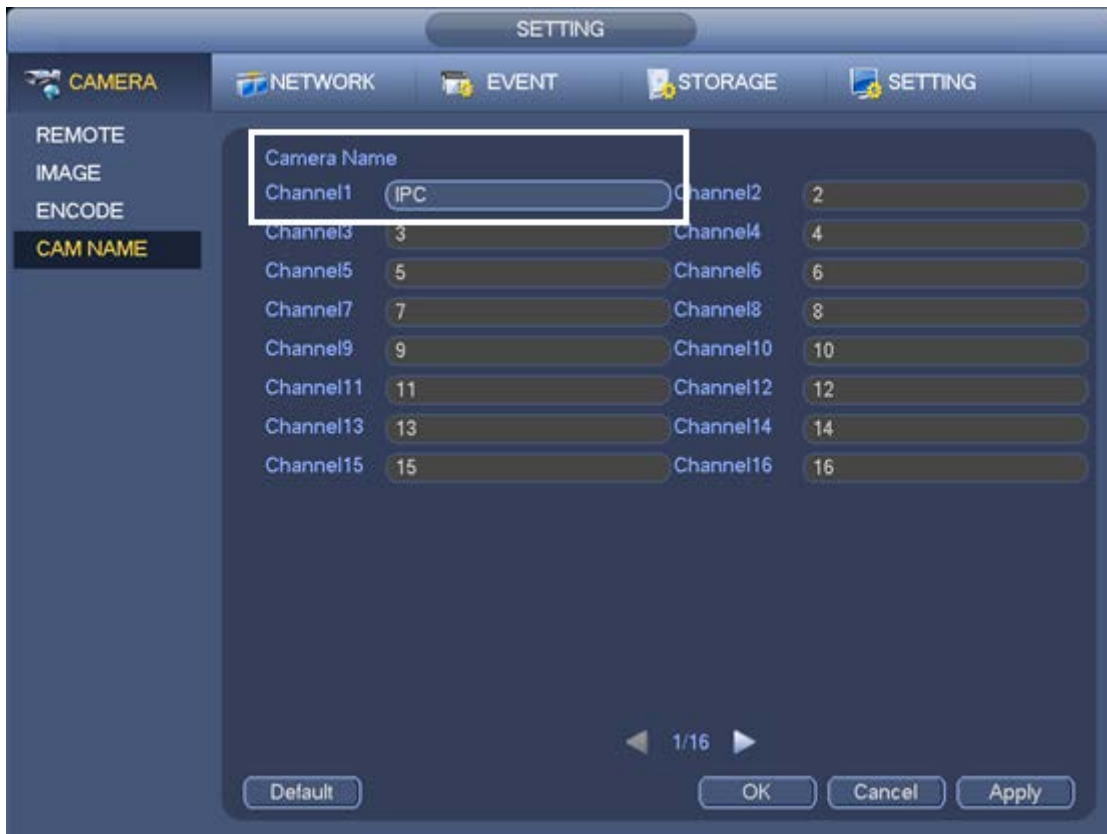 SETTING
CAMERA NETWORK EVENT STORAGE SETTING
REMOTE
IMAGE
ENCODE
CAM NAME
Camera Name
Channel1 IPC Channel2 2
Channel3 3 Channel4 4
Channel5 5 Channel6 6
Channel7 7 Channel8 8
Channel9 9 Channel10 10
Channel11 11 Channel12 12
Channel13 13 Channel14 14
Channel15 15 Channel16 16
1/16
Default OK Cancel Apply